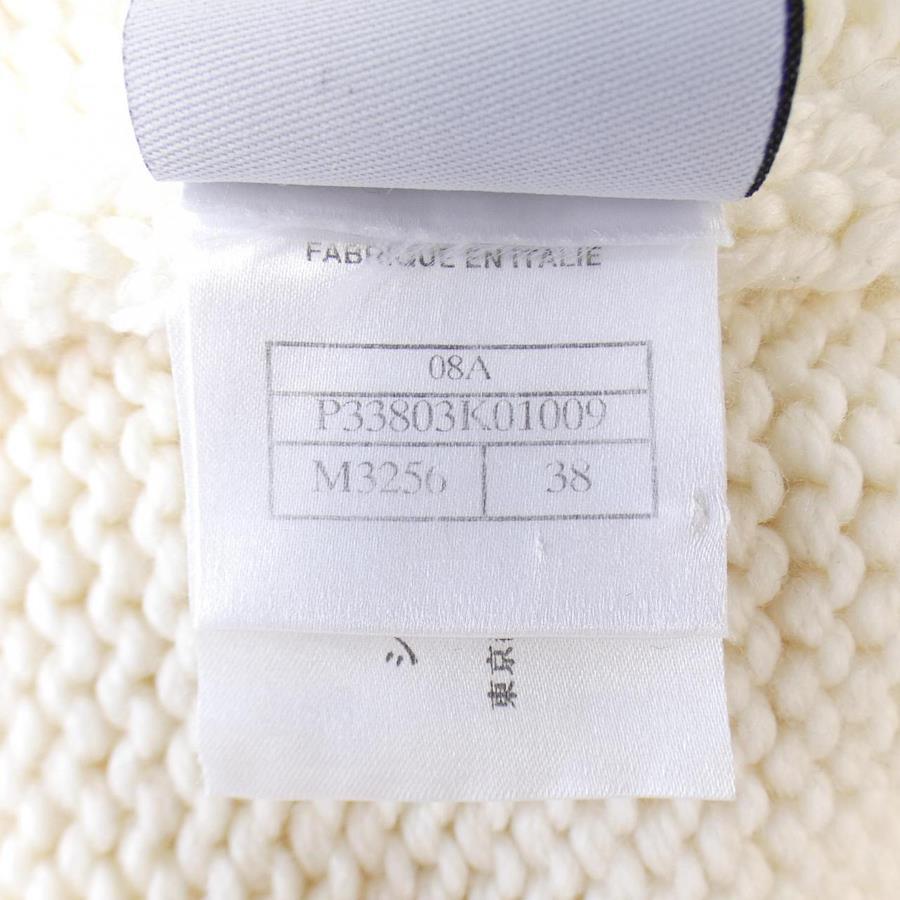 FABRIQUE EN ITALIE
08A
P33803K01009
M3256 38
シ
東京